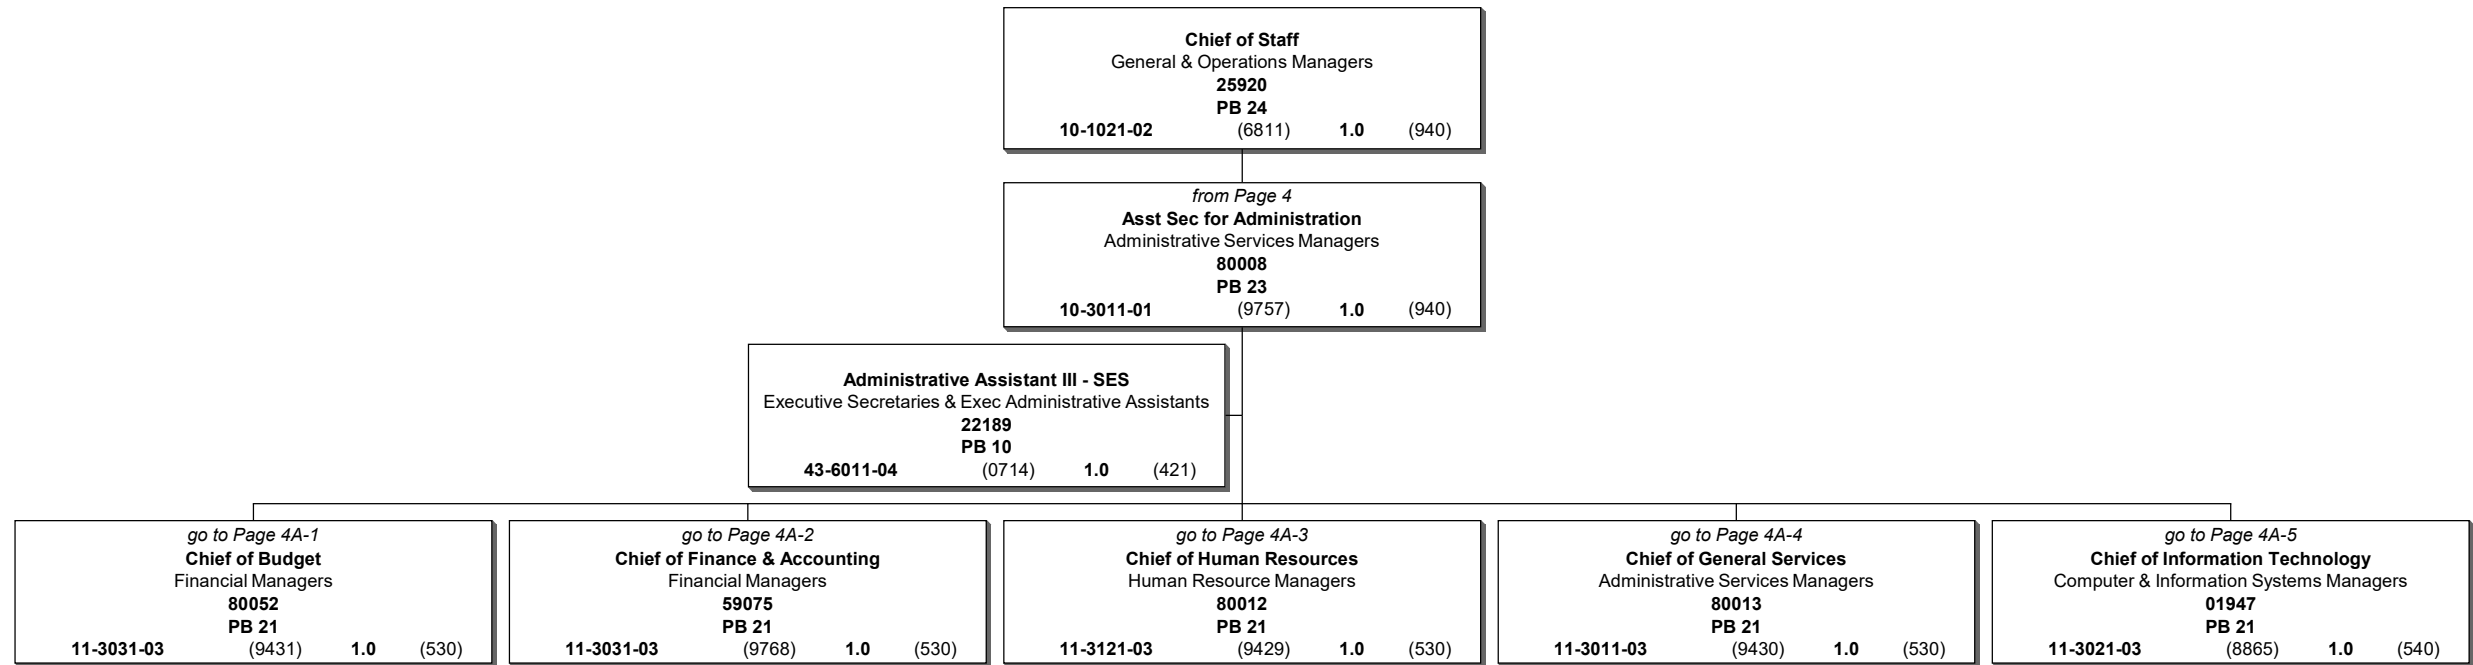 Chief of Staff
General & Operations Managers
25920
PB 24
10-1021-02 (6811) 1.0 (940)
from Page 4
Asst Sec for Administration
Administrative Services Managers
80008
PB 23
10-3011-01 (9757) 1.0 (940)
Administrative Assistant III - SES
Executive Secretaries & Exec Administrative Assistants
22189
PB 10
43-6011-04 (0714) 1.0 (421)
go to Page 4A-1
Chief of Budget
Financial Managers
80052
PB 21
11-3031-03 (9431) 1.0 (530)
go to Page 4A-2
Chief of Finance & Accounting
Financial Managers
59075
PB 21
11-3031-03 (9768) 1.0 (530)
go to Page 4A-3
Chief of Human Resources
Human Resource Managers
80012
PB 21
11-3121-03 (9429) 1.0 (530)
go to Page 4A-4
Chief of General Services
Administrative Services Managers
80013
PB 21
11-3011-03 (9430) 1.0 (530)
go to Page 4A-5
Chief of Information Technology
Computer & Information Systems Managers
01947
PB 21
11-3021-03 (8865) 1.0 (540)